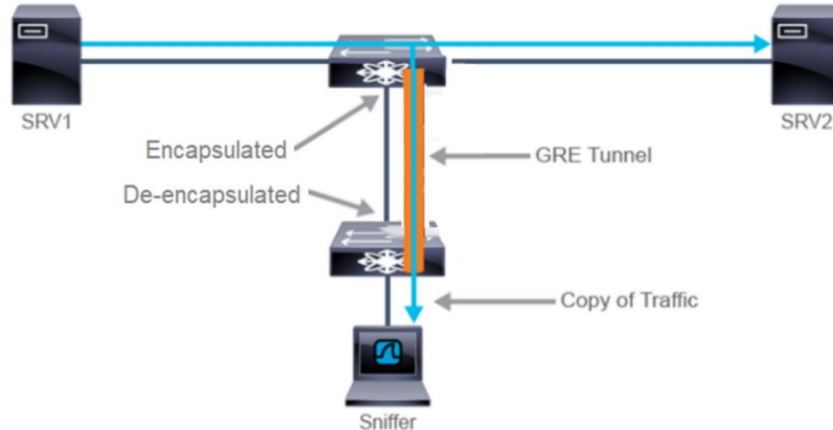 SRV1
SRV2
Encapsulated
GRE Tunnel
De-encapsulated
Copy of Traffic
Sniffer